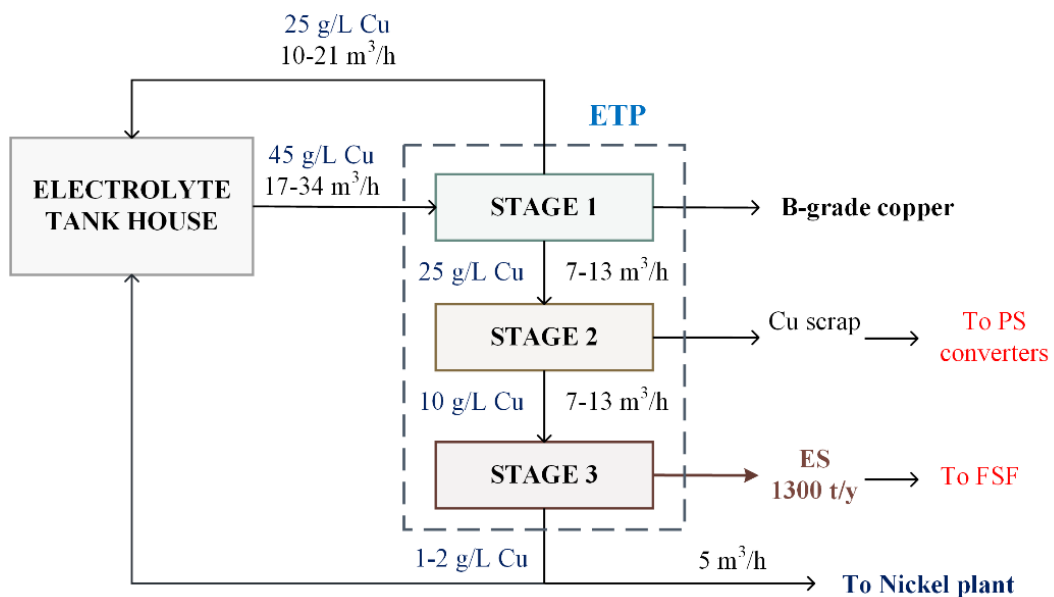 25 g/L Cu
10-21 m³/h
ETP
ELECTROLYTE
TANK HOUSE
45 g/L Cu
17-34 m³/h
STAGE 1
B-grade copper
25 g/L Cu
7-13 m³/h
STAGE 2
Cu scrap
To PS
converters
10 g/L Cu
7-13 m³/h
STAGE 3
ES
1300 t/y
To FSF
1-2 g/L Cu
5 m³/h
To Nickel plant